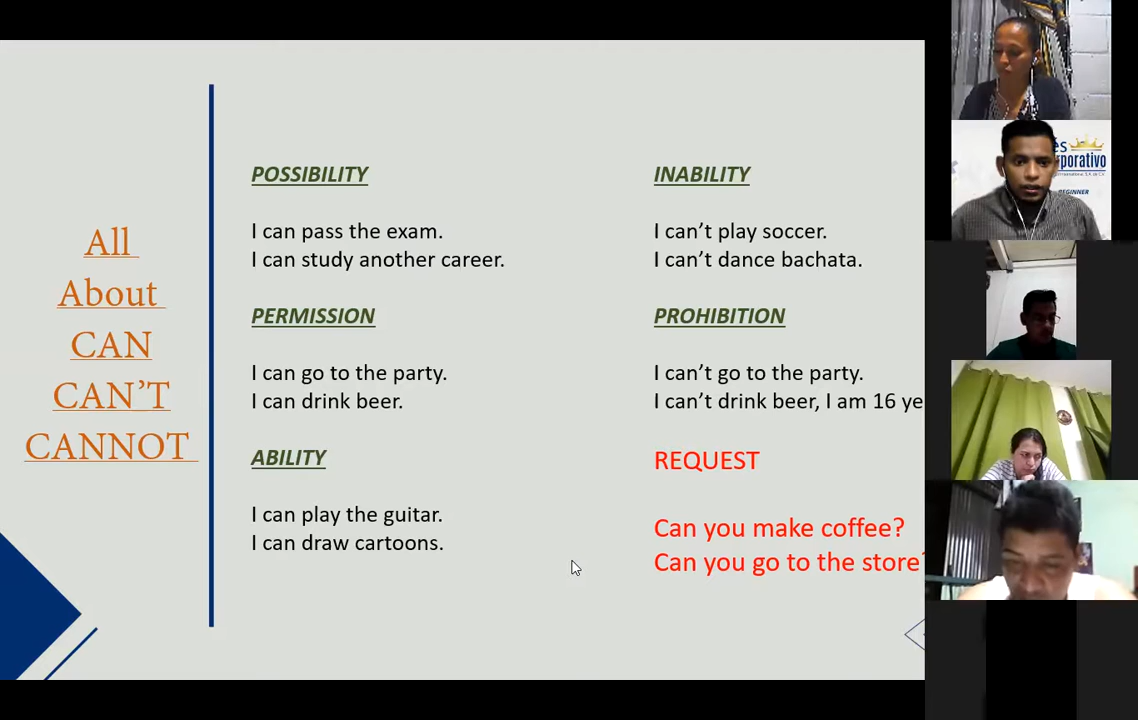 All
About
CAN
CAN'T
CANNOT
POSSIBILITY
I can pass the exam.
I can study another career.
PERMISSION
I can go to the party.
I can drink beer.
ABILITY
I can play the guitar.
I can draw cartoons.
INABILITY
I can't play soccer.
I can't dance bachata.
PROHIBITION
I can't go to the party.
I can't drink beer, I am 16 ye
REQUEST
Can you make coffee?
Can you go to the store?
és
porativo
EGINNER